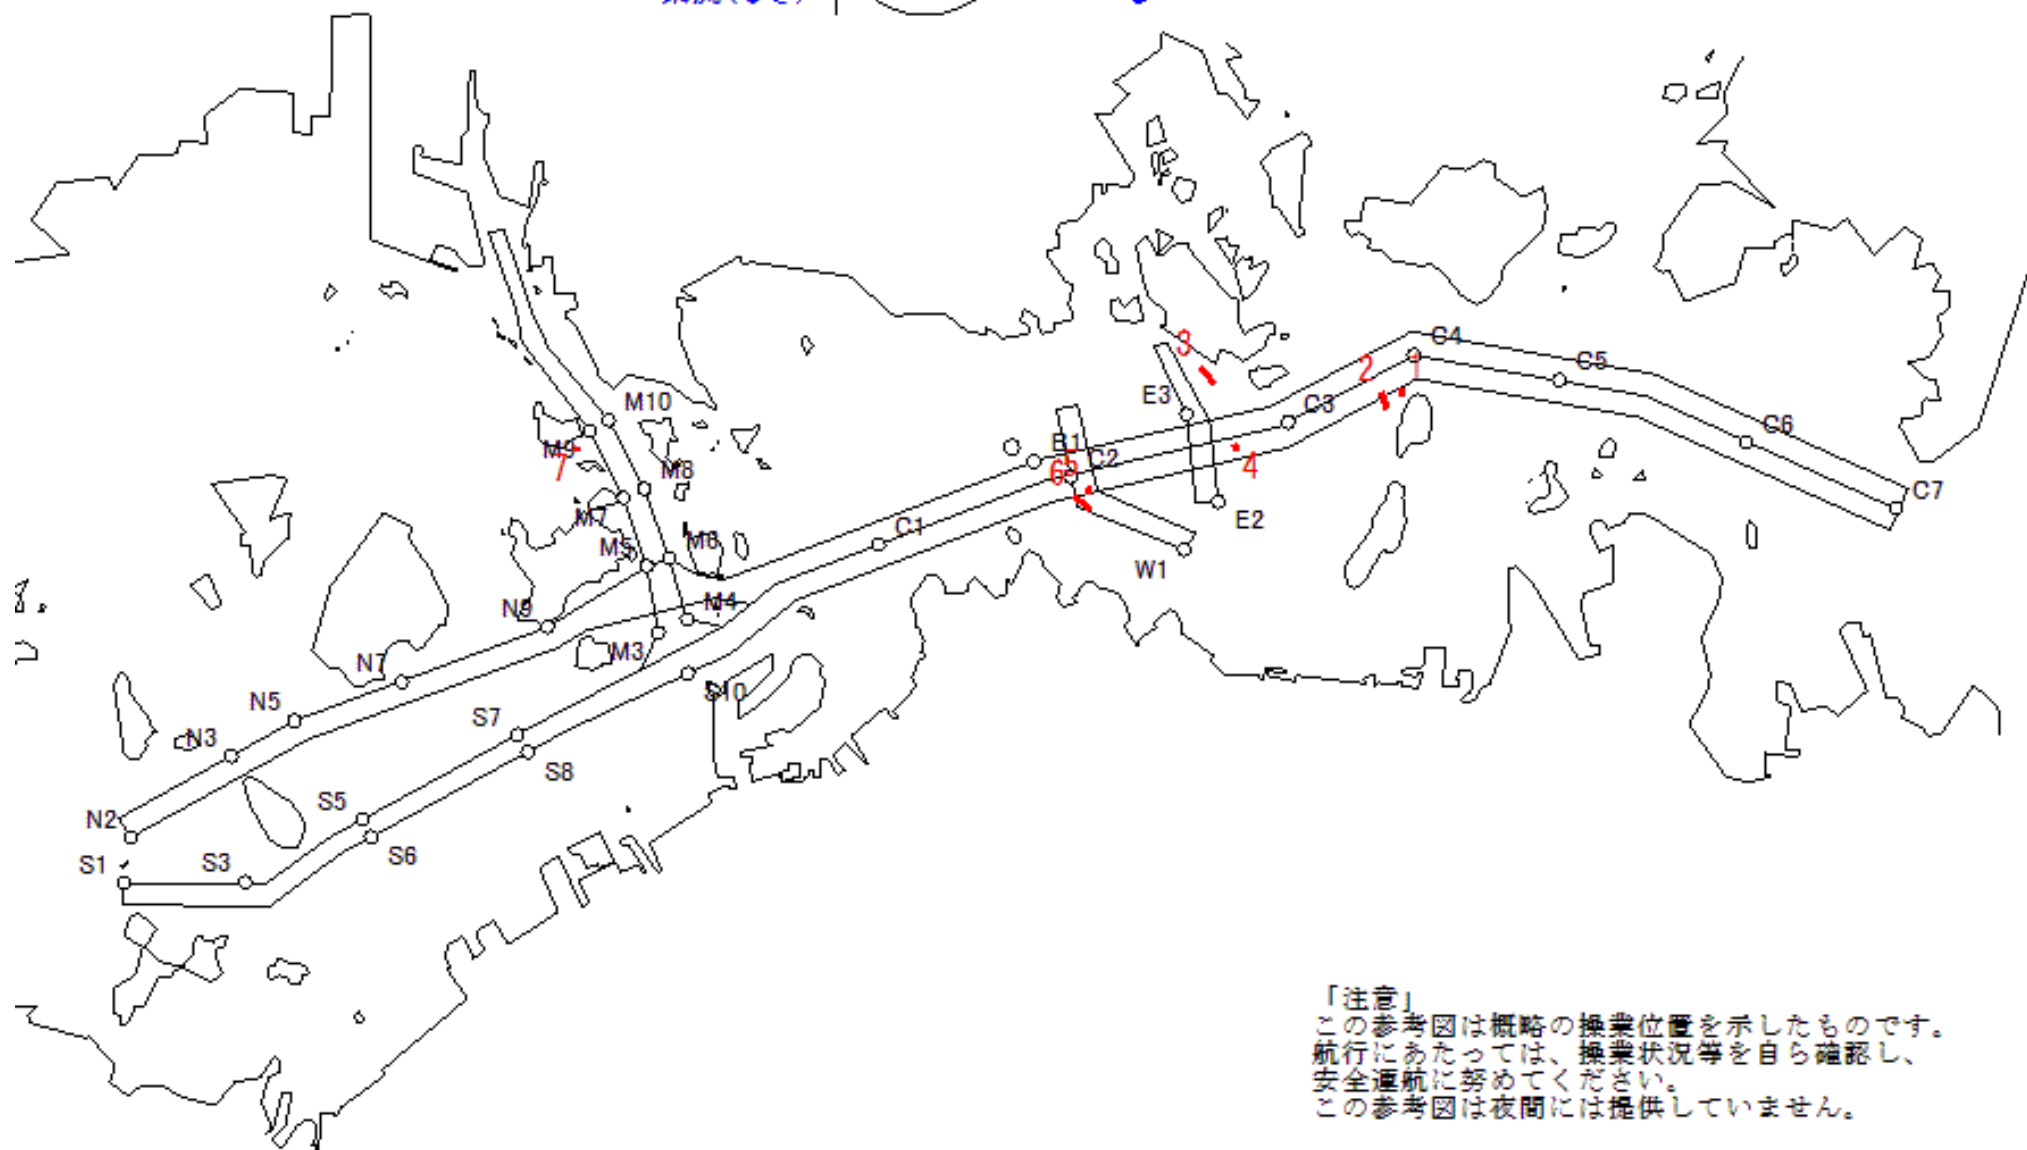 3
C4
2
1
C5
M10
E3
C3
B1
M9
7
M8
6
5
C2
4
C6
C7
M7
E2
C1
M5
M6
W1
N9
M4
M3
N7
S10
N5
S7
N3
S8
S5
N2
S6
S1
S3
「注意」
この参考図は概略の操業位置を示したものです。
航行にあたっては、操業状況等を自ら確認し、
安全運航に努めてください。
この参考図は夜間には提供していません。